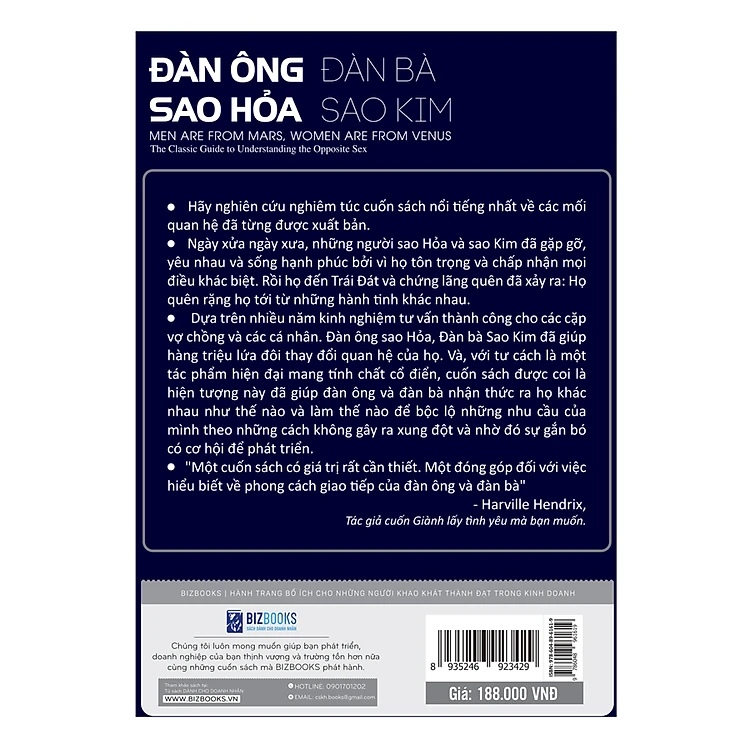 ĐÀN ÔNG ĐÀN BÀ
SAO HỎA SAO KIM
MEN ARE FROM MARS, WOMEN ARE FROM VENUS
The Classic Guide to Understanding the Opposite Sex
• Hãy nghiên cứu nghiêm túc cuốn sách nổi tiếng nhất về các mối
quan hệ đã từng được xuất bản.
• Ngày xửa ngày xưa, những người sao Hỏa và sao Kim đã gặp gỡ,
yêu nhau và sống hạnh phúc bởi vì họ tôn trọng và chấp nhận mọi
điều khác biệt. Rồi họ đến Trái Đất và chứng lãng quên đã xảy ra: Họ
quên rặng họ tới từ những hành tinh khác nhau.
• Dựa trên nhiều năm kinh nghiệm tư vấn thành công cho các cặp
vợ chồng và các cá nhân. Đàn ông sao Hỏa, Đàn bà Sao Kim đã giúp
hàng triệu lứa đôi thay đổi quan hệ của họ. Và, với tư cách là một
tác phẩm hiện đại mang tính chất cổ điển, cuốn sách được coi là
hiện tượng này đã giúp đàn ông và đàn bà nhận thức ra họ khác
nhau như thế nào và làm thế nào để bộc lộ những nhu cầu của
mình theo những cách không gây ra xung đột và nhờ đó sự gắn bó
có cơ hội để phát triển.
• "Một cuốn sách có giá trị rất cần thiết. Một đóng góp đối với việc
hiểu biết về phong cách giao tiếp của đàn ông và đàn bà"
- Harville Hendrix,
Tác giả cuốn Giành lấy tình yêu mà bạn muốn.
BIZBOOKS | HÀNH TRANG BỔ ÍCH CHO NHỮNG NGƯỜI KHAO KHÁT THÀNH ĐẠT TRONG KINH DOANH
BIZBOOKS
SÁCH DÀNH CHO DOANH NHÂN
Chúng tôi luôn mong muốn giúp bạn phát triển,
doanh nghiệp của bạn thịnh vượng và trường tồn hơn nữa
cùng những cuốn sách mà BIZBOOKS phát hành.
Tham khảo sách tại:
Tủ sách DÀNH CHO DOANH NHÂN
WWW.BIZBOOKS.VN
HOTLINE: 0901701202
EMAIL: cskh.books@gmail.com
8 935246 923429
ISBN: 978-604-89-6161-9
9 786048 961619
Giá: 188.000 VNĐ